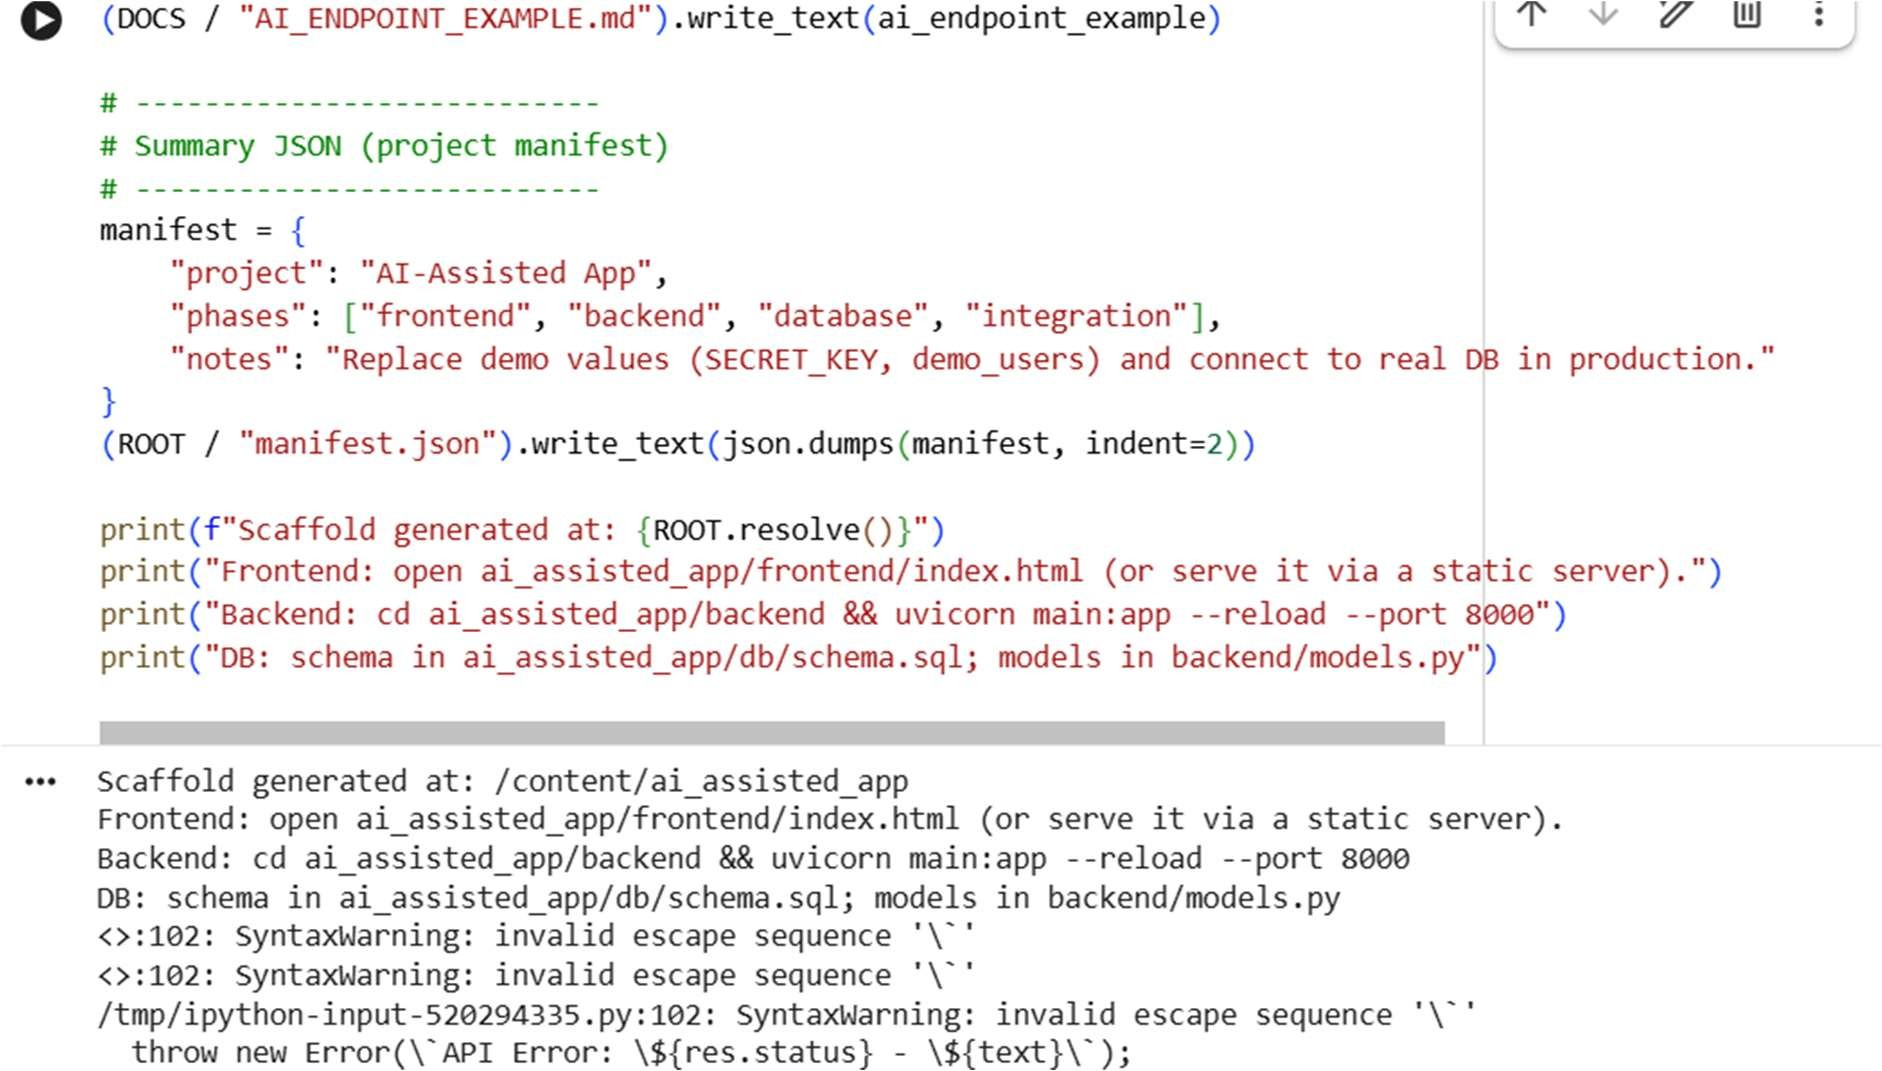 (DOCS / "AI_ENDPOINT_EXAMPLE.md").write_text(ai_endpoint_example)
# ---------------------------
# Summary JSON (project manifest)
# ---------------------------
manifest = {
    "project": "AI-Assisted App",
    "phases": ["frontend", "backend", "database", "integration"],
    "notes": "Replace demo values (SECRET_KEY, demo_users) and connect to real DB in production."
}
(ROOT / "manifest.json").write_text(json.dumps(manifest, indent=2))
print(f"Scaffold generated at: {ROOT.resolve()}")
print("Frontend: open ai_assisted_app/frontend/index.html (or serve it via a static server).")
print("Backend: cd ai_assisted_app/backend && uvicorn main:app --reload --port 8000")
print("DB: schema in ai_assisted_app/db/schema.sql; models in backend/models.py")
Scaffold generated at: /content/ai_assisted_app
Frontend: open ai_assisted_app/frontend/index.html (or serve it via a static server).
Backend: cd ai_assisted_app/backend && uvicorn main:app --reload --port 8000
DB: schema in ai_assisted_app/db/schema.sql; models in backend/models.py
<>:102: SyntaxWarning: invalid escape sequence '\`'
<>:102: SyntaxWarning: invalid escape sequence '\`'
/tmp/ipython-input-520294335.py:102: SyntaxWarning: invalid escape sequence '\`'
  throw new Error(\`API Error: \${res.status} - \${text}\`);